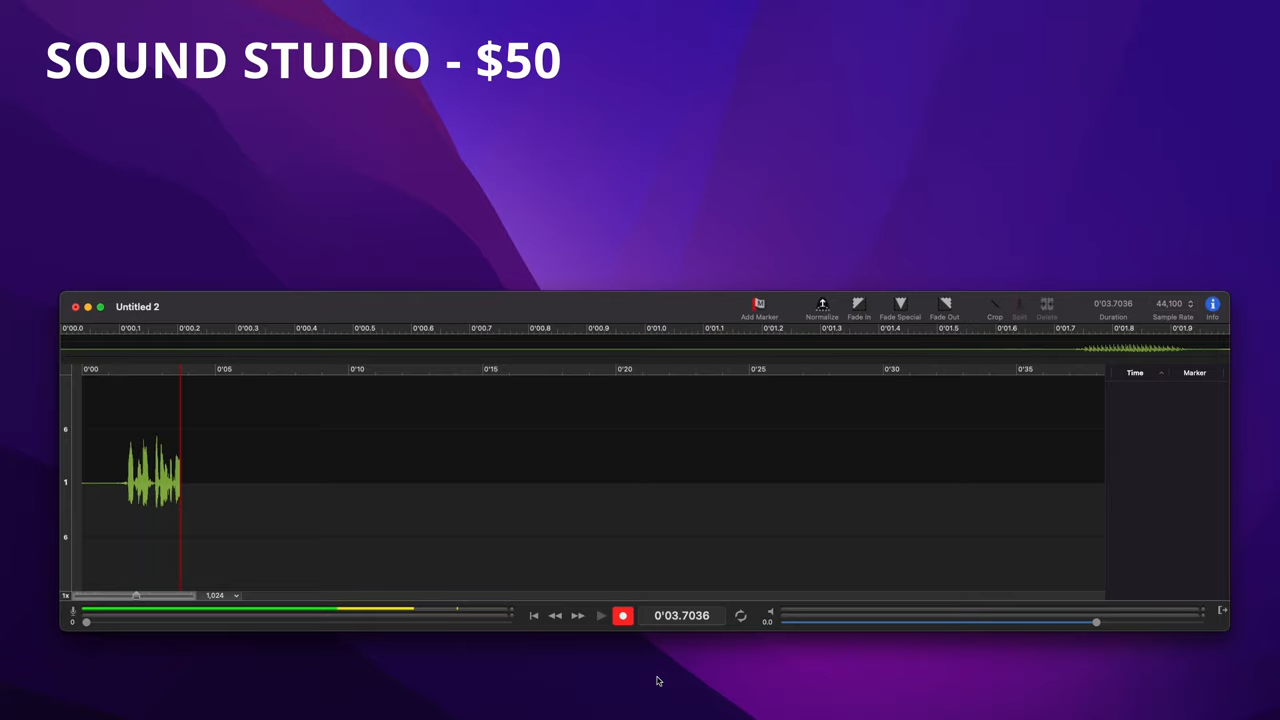 SOUND STUDIO - $50
Untitled 2
Add Marker Normalize Fade In Fade Special Fade Out Crop Split Delete 0'03.7036 Duration 44,100 Sample Rate Info
0'00.0 0'00.1 0'00.2 0'00.3 0'00.4 0'00.5 0'00.6 0'00.7 0'00.8 0'00.9 0'01.0 0'01.1 0'01.2 0'01.3 0'01.4 0'01.5 0'01.6 0'01.7 0'01.8 0'01.9
0'00 0'05 0'10 0'15 0'20 0'25 0'30 0'35
Time Marker
6
1
6
1x 1,024
0 0'03.7036 0.0